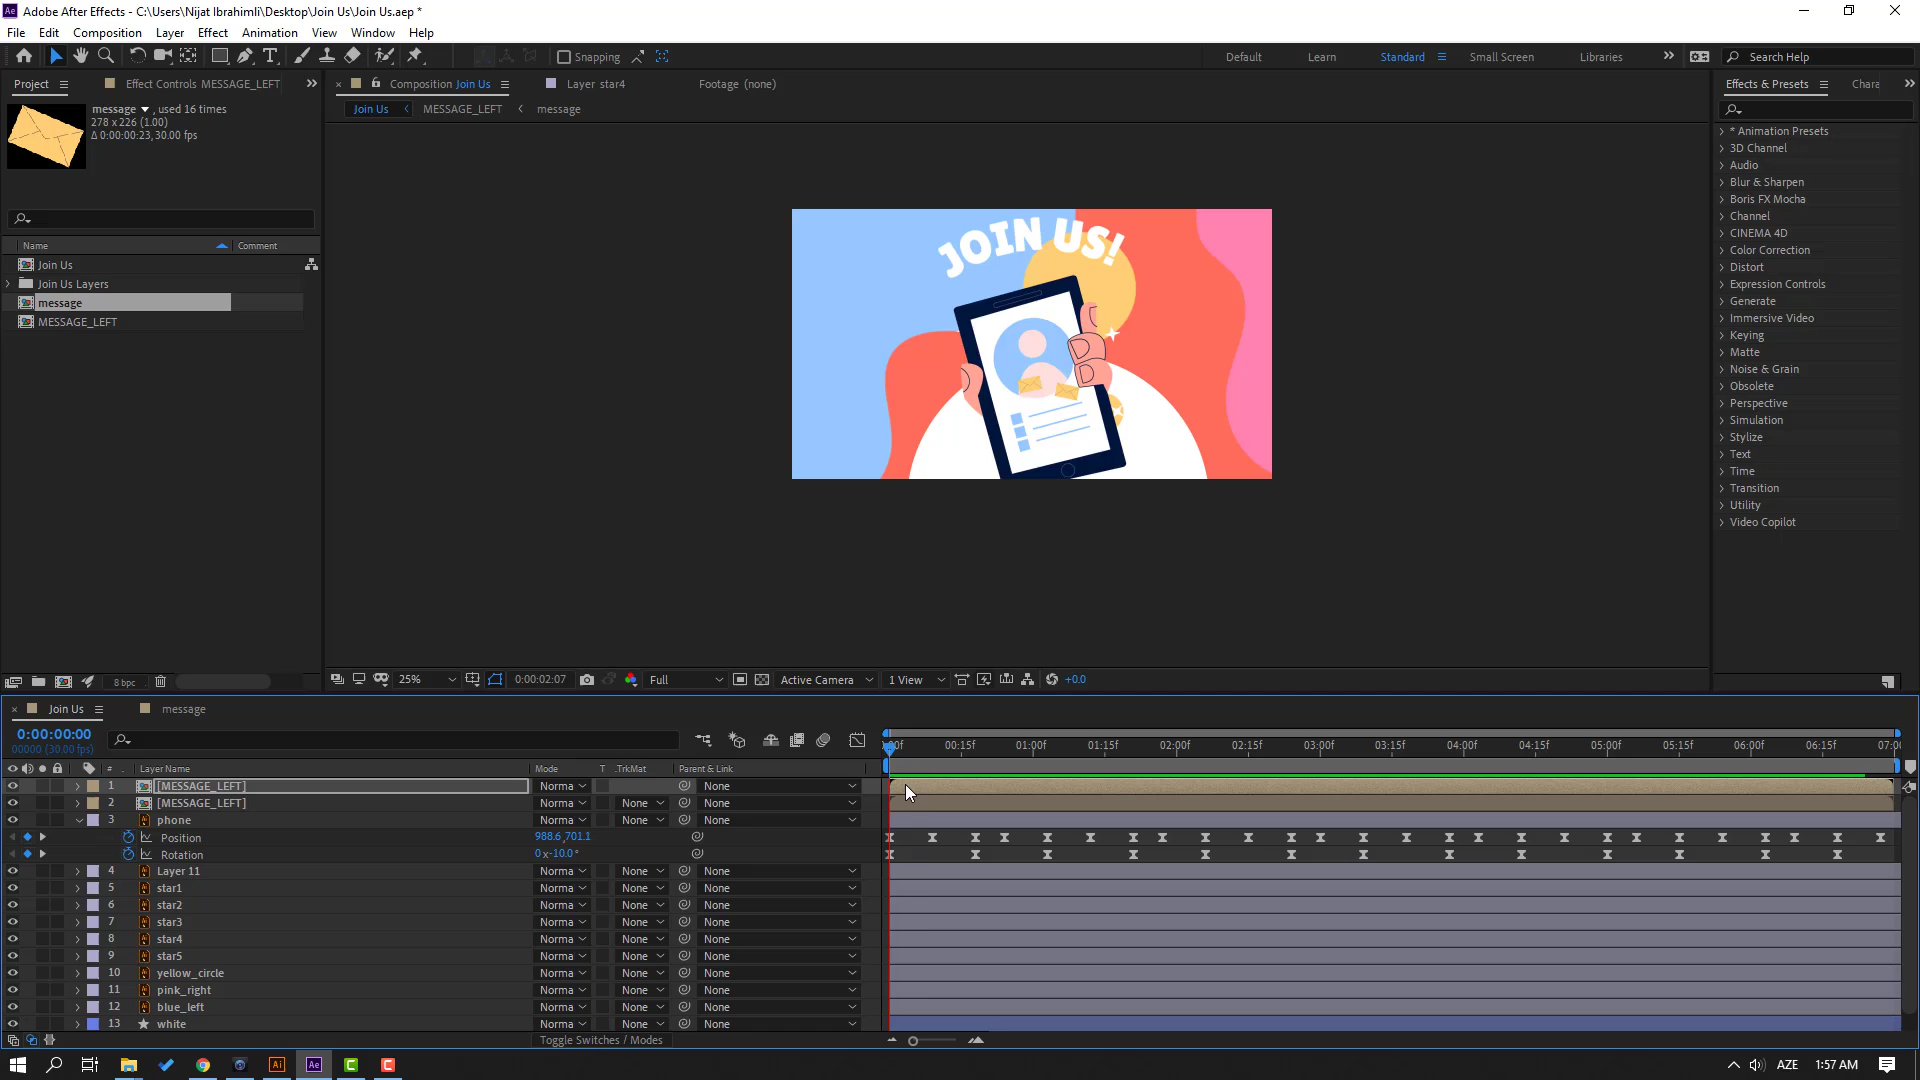 Adobe After Effects - C:\Users\Nijat Ibrahimli\Desktop\Join Us\Join Us.aep *
File Edit Composition Layer Effect Animation View Window Help
Snapping
Default Learn Standard Small Screen Libraries
Search Help
Project
Effect Controls MESSAGE_LEFT
Composition Join Us
Layer star4
Footage (none)
Effects & Presets
Chara
Join Us MESSAGE_LEFT message
message , used 16 times
278 x 226 (1.00)
Δ 0:00:00:23, 30.00 fps
Name Comment
Join Us
Join Us Layers
message
MESSAGE_LEFT
JOIN US!
* Animation Presets
3D Channel
Audio
Blur & Sharpen
Boris FX Mocha
Channel
CINEMA 4D
Color Correction
Distort
Expression Controls
Generate
Immersive Video
Keying
Matte
Noise & Grain
Obsolete
Perspective
Simulation
Stylize
Text
Time
Transition
Utility
Video Copilot
8 bpc
25%
0:00:02:07
Full
Active Camera
1 View
+0.0
Join Us
message
0:00:00:00
00000 (30.00 fps)
00f 00:15f 01:00f 01:15f 02:00f 02:15f 03:00f 03:15f 04:00f 04:15f 05:00f 05:15f 06:00f 06:15f 07:00
# Layer Name Mode T .TrkMat Parent & Link
1 [MESSAGE_LEFT] Norma None
2 [MESSAGE_LEFT] Norma None None
3 phone Norma None None
Position 988.6,701.1
Rotation 0x-10.0°
4 Layer 11 Norma None None
5 star1 Norma None None
6 star2 Norma None None
7 star3 Norma None None
8 star4 Norma None None
9 star5 Norma None None
10 yellow_circle Norma None None
11 pink_right Norma None None
12 blue_left Norma None None
13 white Norma None None
Toggle Switches / Modes
AZE 1:57 AM